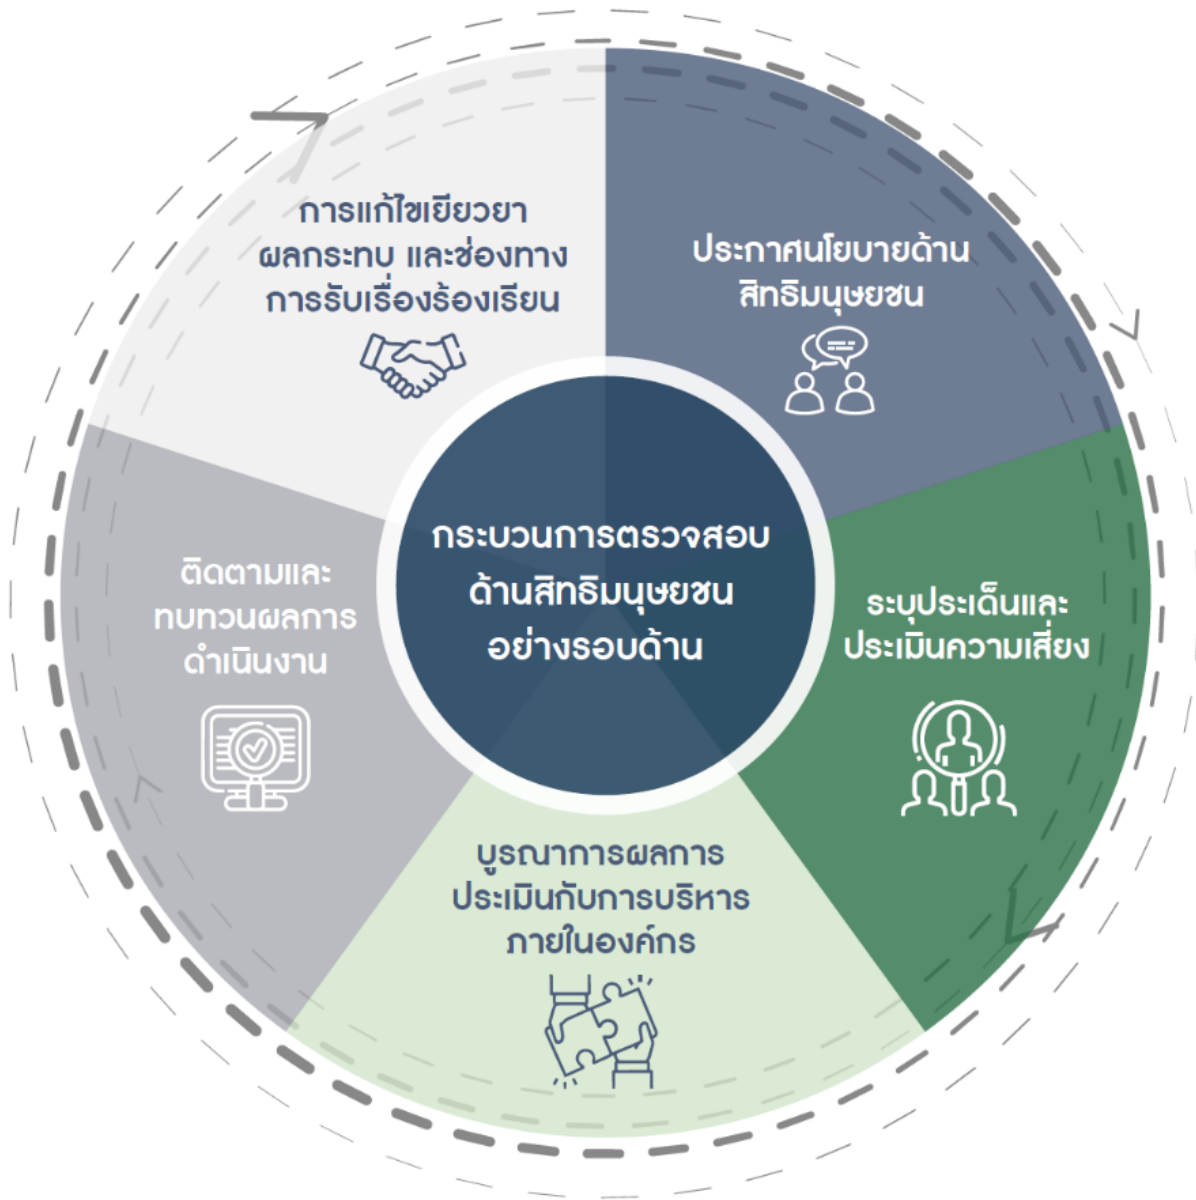 การแก้ไขเยียวยา
ผลกระทบ และช่องทาง
การรับเรื่องร้องเรียน
ประกาศนโยบายด้าน
สิทธิมนุษยชน
กระบวนการตรวจสอบ
ด้านสิทธิมนุษยชน
อย่างรอบด้าน
ติดตามและ
ทบทวนผลการ
ดำเนินงาน
ระบุประเด็นและ
ประเมินความเสี่ยง
บูรณาการผลการ
ประเมินกับการบริหาร
ภายในองค์กร